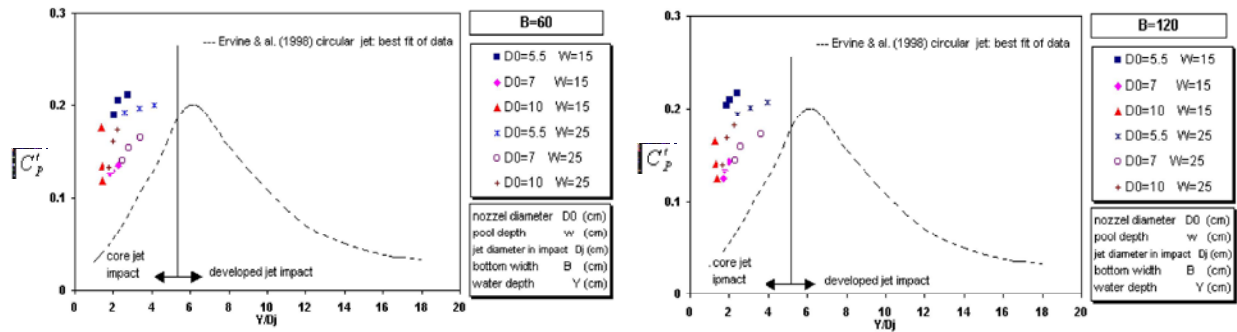 0.3
0.2
0.1
0
C'p
0 2 4 6 8 10 12 14 16 18 20
Y/Dj
--- Ervine & al. (1998) circular jet: best fit of data
core jet
impact
developed jet impact
B=60
D0=5.5 W=15
D0=7 W=15
D0=10 W=15
D0=5.5 W=25
D0=7 W=25
D0=10 W=25
nozzel diameter D0 (cm)
pool depth w (cm)
jet diameter in impact Dj (cm)
bottom width B (cm)
water depth Y (cm)
0.3
0.2
0.1
0
C'p
0 2 4 6 8 10 12 14 16 18 20
Y/Dj
--- Ervine & al. (1998) circular jet: best fit of data
. core jet
ipmact
developed jet impact
B=120
D0=5.5 W=15
D0=7 W=15
D0=10 W=15
D0=5.5 W=25
D0=7 W=25
D0=10 W=25
nozzel diameter D0 (cm)
pool depth w (cm)
jet diameter in impact Dj (cm)
bottom width B (cm)
water depth Y (cm)